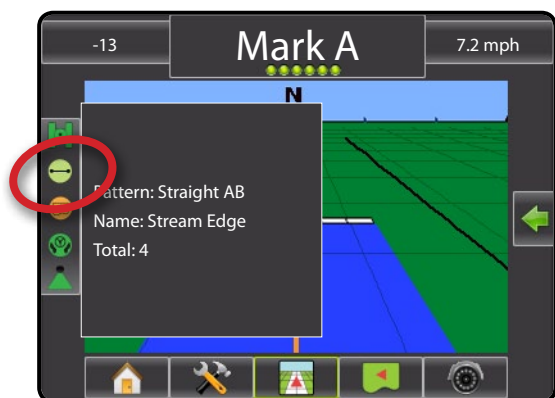 -13
Mark A
7.2 mph
N
Pattern: Straight AB
Name: Stream Edge
Total: 4